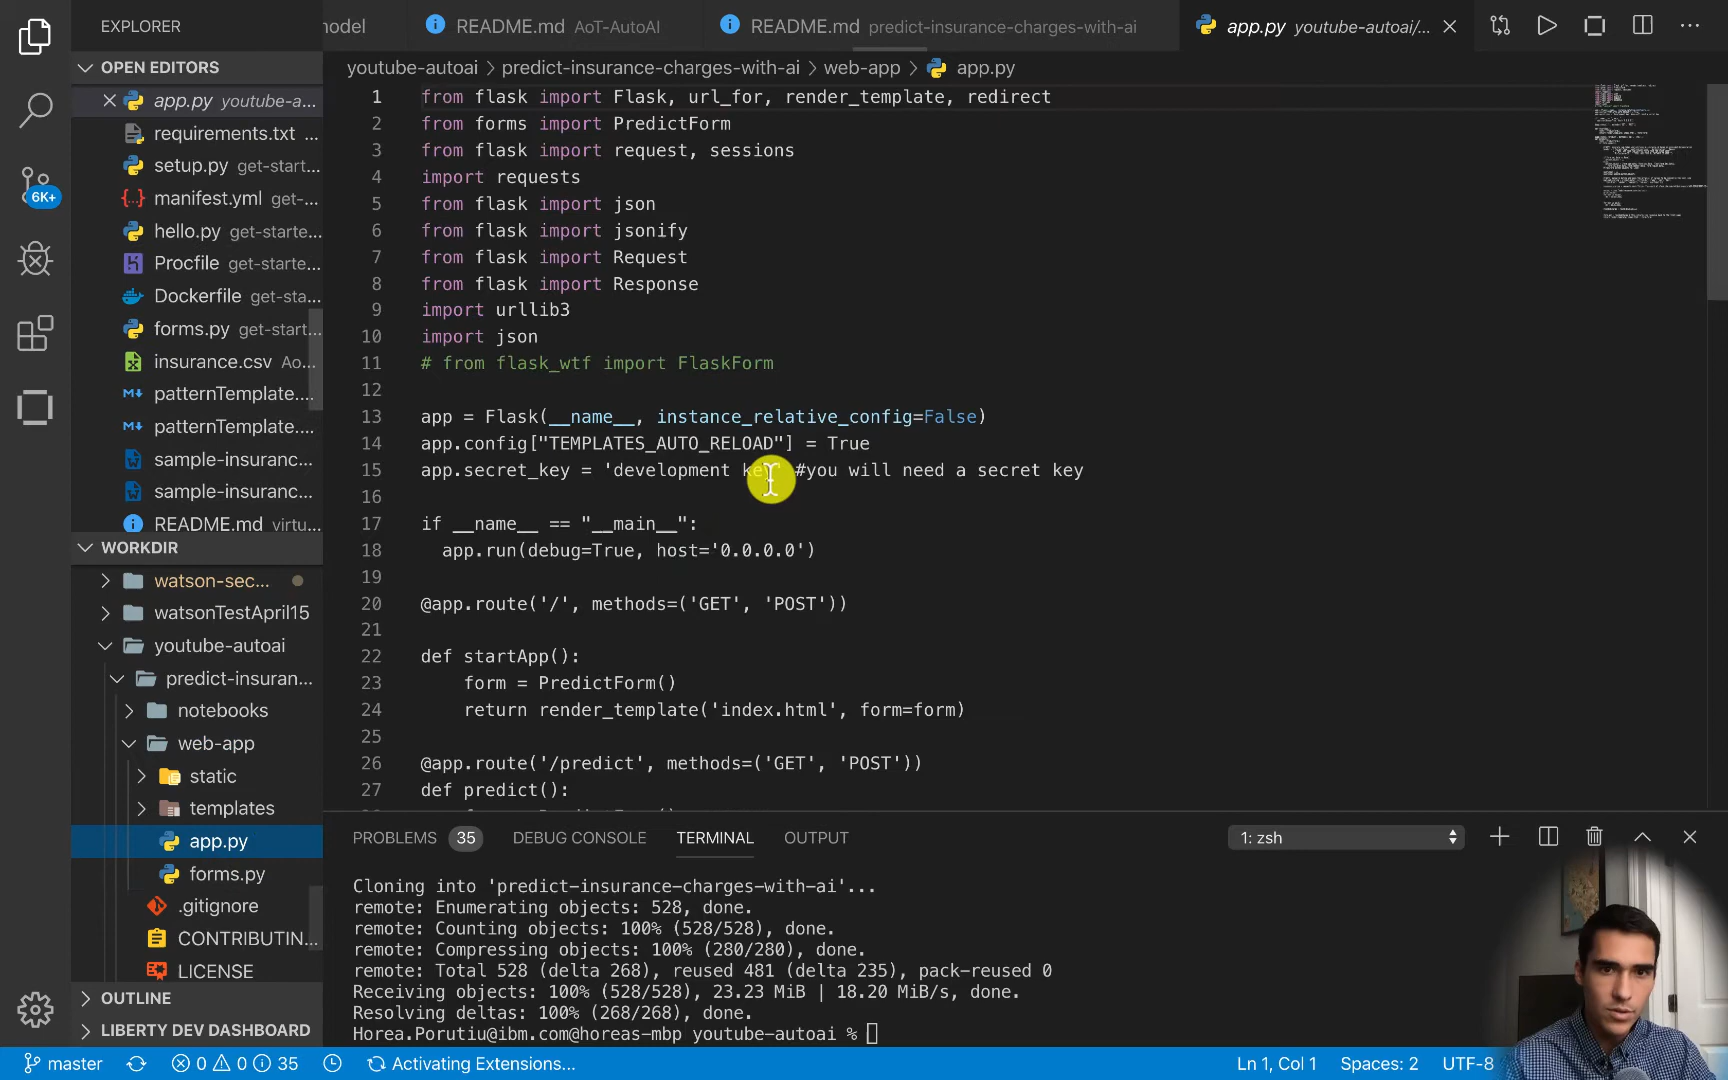 EXPLORER
odel
README.md AoT-AutoAI
README.md predict-insurance-charges-with-ai
app.py youtube-autoai/...
OPEN EDITORS
app.py youtube-a...
requirements.txt ...
setup.py get-start...
manifest.yml get-...
hello.py get-starte...
Procfile get-starte...
Dockerfile get-sta...
forms.py get-start...
insurance.csv Ao...
patternTemplate....
patternTemplate....
sample-insuranc...
sample-insuranc...
README.md virtu...
6K+
WORKDIR
watson-sec...
watsonTestApril15
youtube-autoai
predict-insuran...
notebooks
web-app
static
templates
app.py
forms.py
.gitignore
CONTRIBUTIN...
LICENSE
OUTLINE
LIBERTY DEV DASHBOARD
youtube-autoai > predict-insurance-charges-with-ai > web-app > app.py
1 from flask import Flask, url_for, render_template, redirect
2 from forms import PredictForm
3 from flask import request, sessions
4 import requests
5 from flask import json
6 from flask import jsonify
7 from flask import Request
8 from flask import Response
9 import urllib3
10 import json
11 # from flask_wtf import FlaskForm
12
13 app = Flask(__name__, instance_relative_config=False)
14 app.config["TEMPLATES_AUTO_RELOAD"] = True
15 app.secret_key = 'development key' #you will need a secret key
16
17 if __name__ == "__main__":
18 app.run(debug=True, host='0.0.0.0')
19
20 @app.route('/', methods=('GET', 'POST'))
21
22 def startApp():
23 form = PredictForm()
24 return render_template('index.html', form=form)
25
26 @app.route('/predict', methods=('GET', 'POST'))
27 def predict():
PROBLEMS 35 DEBUG CONSOLE TERMINAL OUTPUT 1: zsh
Cloning into 'predict-insurance-charges-with-ai'...
remote: Enumerating objects: 528, done.
remote: Counting objects: 100% (528/528), done.
remote: Compressing objects: 100% (280/280), done.
remote: Total 528 (delta 268), reused 481 (delta 235), pack-reused 0
Receiving objects: 100% (528/528), 23.23 MiB | 18.20 MiB/s, done.
Resolving deltas: 100% (268/268), done.
Horea.Porutiu@ibm.com@horeas-mbp youtube-autoai %
master 0 0 35 Activating Extensions... Ln 1, Col 1 Spaces: 2 UTF-8